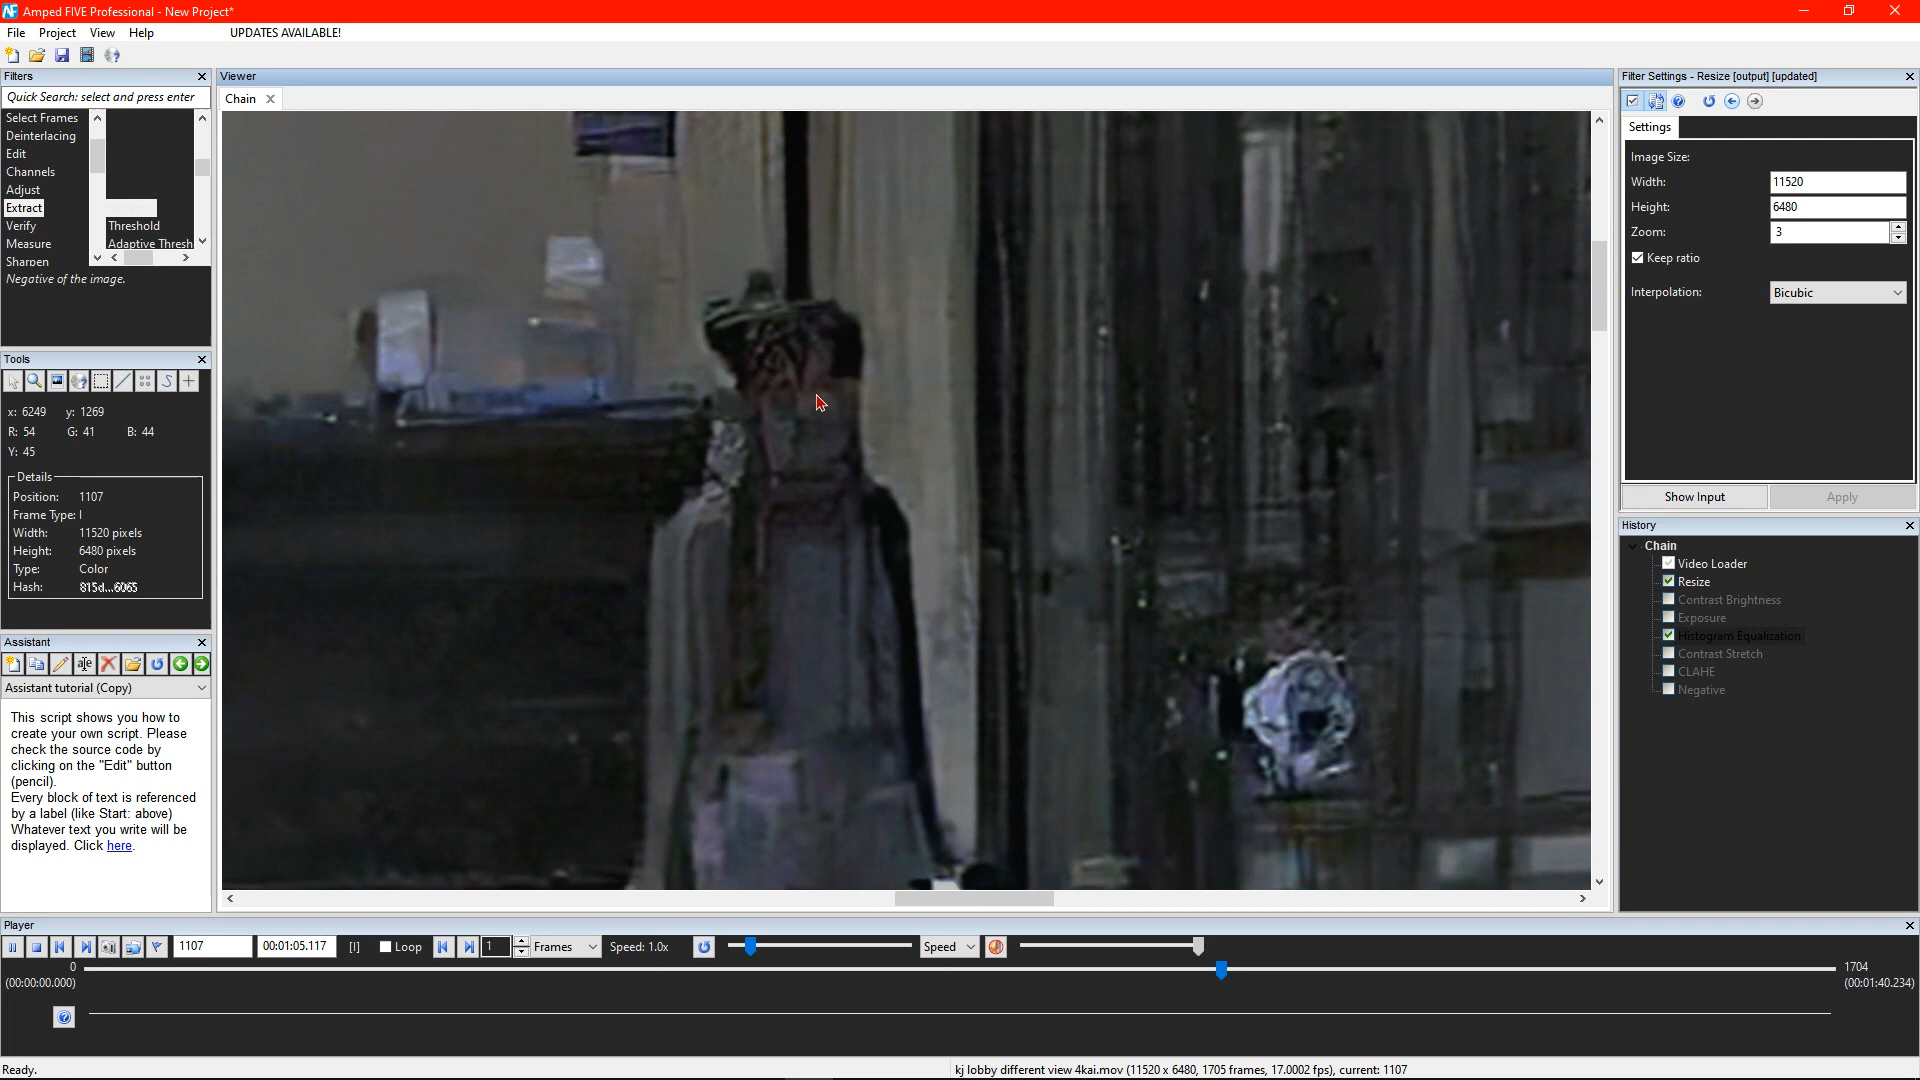 Amped FIVE Professional - New Project*
File Project View Help UPDATES AVAILABLE!
Filters
Quick Search: select and press enter
Select Frames
Deinterlacing
Edit
Channels
Adjust
Extract
Verify
Measure
Sharpen
Threshold
Adaptive Thresh
Negative of the image.
Tools
x: 6249 y: 1269
R: 54 G: 41 B: 44
Y: 45
Details
Position: 1107
Frame Type: I
Width: 11520 pixels
Height: 6480 pixels
Type: Color
Hash: 815d...6065
Assistant
Assistant tutorial (Copy)
This script shows you how to
create your own script. Please
check the source code by
clicking on the "Edit" button
(pencil).
Every block of text is referenced
by a label (like Start: above)
Whatever text you write will be
displayed. Click here.
Viewer
Chain
Filter Settings - Resize [output] [updated]
Settings
Image Size:
Width: 11520
Height: 6480
Zoom: 3
Keep ratio
Interpolation: Bicubic
Show Input Apply
History
Chain
Video Loader
Resize
Contrast Brightness
Exposure
Histogram Equalization
Contrast Stretch
CLAHE
Negative
Player
1107 00:01:05.117 [I] Loop 1 Frames Speed: 1.0x Speed
0 1704
(00:00:00.000) (00:01:40.234)
Ready. kj lobby different view 4kai.mov (11520 x 6480, 1705 frames, 17.0002 fps), current: 1107